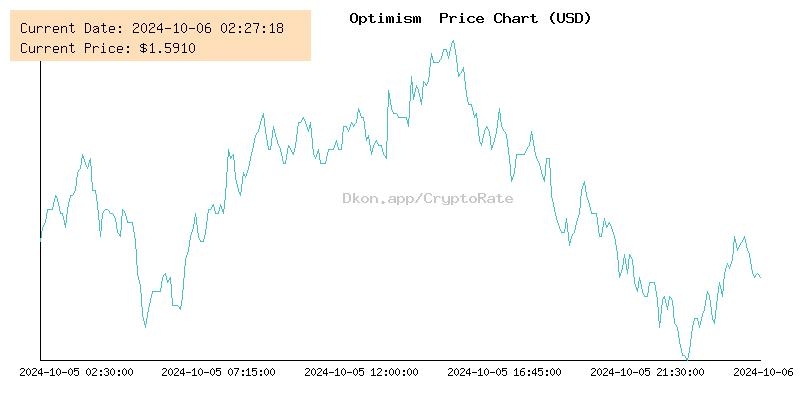 Optimism Price Chart (USD)
Current Date: 2024-10-06 02:27:18
Current Price: $1.5910
Dkon.app/CryptoRate
2024-10-05 02:30:00 2024-10-05 07:15:00 2024-10-05 12:00:00 2024-10-05 16:45:00 2024-10-05 21:30:00 2024-10-06